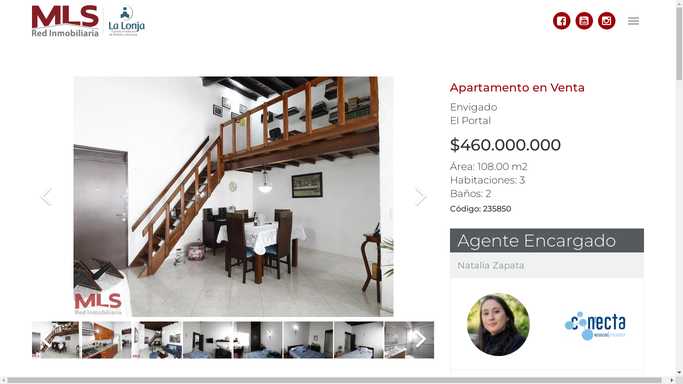 MLS
Red Inmobiliaria
La Lonja
Apartamento en Venta
Envigado
El Portal
$460.000.000
Área: 108.00 m2
Habitaciones: 3
Baños: 2
Código: 235850
Agente Encargado
Natalia Zapata
MLS
Red Inmobiliaria
conecta